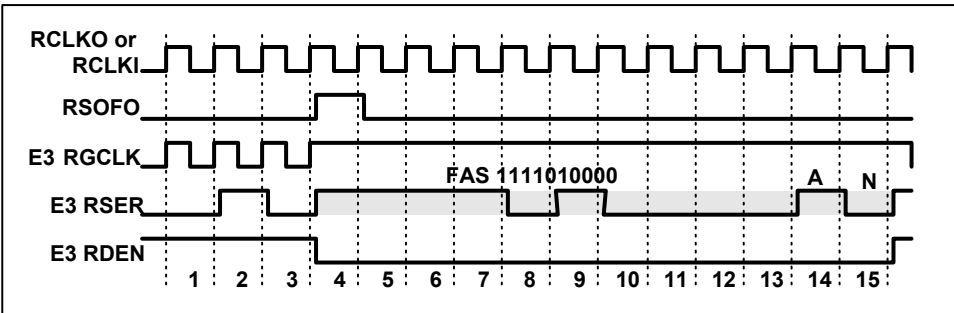 RCLKO or
RCLKI
RSOFO
E3 RGCLK
FAS 1111010000
A
N
E3 RSER
E3 RDEN
1 2 3 4 5 6 7 8 9 10 11 12 13 14 15